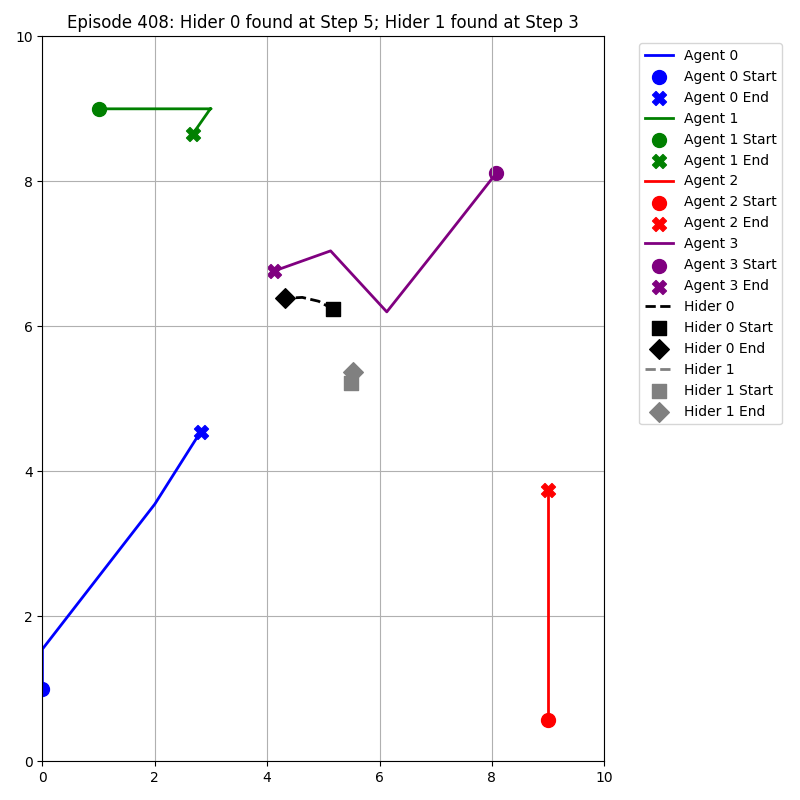 Episode 408: Hider 0 found at Step 5; Hider 1 found at Step 3
10
8
6
4
2
0
0 2 4 6 8 10
Agent 0
Agent 0 Start
Agent 0 End
Agent 1
Agent 1 Start
Agent 1 End
Agent 2
Agent 2 Start
Agent 2 End
Agent 3
Agent 3 Start
Agent 3 End
Hider 0
Hider 0 Start
Hider 0 End
Hider 1
Hider 1 Start
Hider 1 End